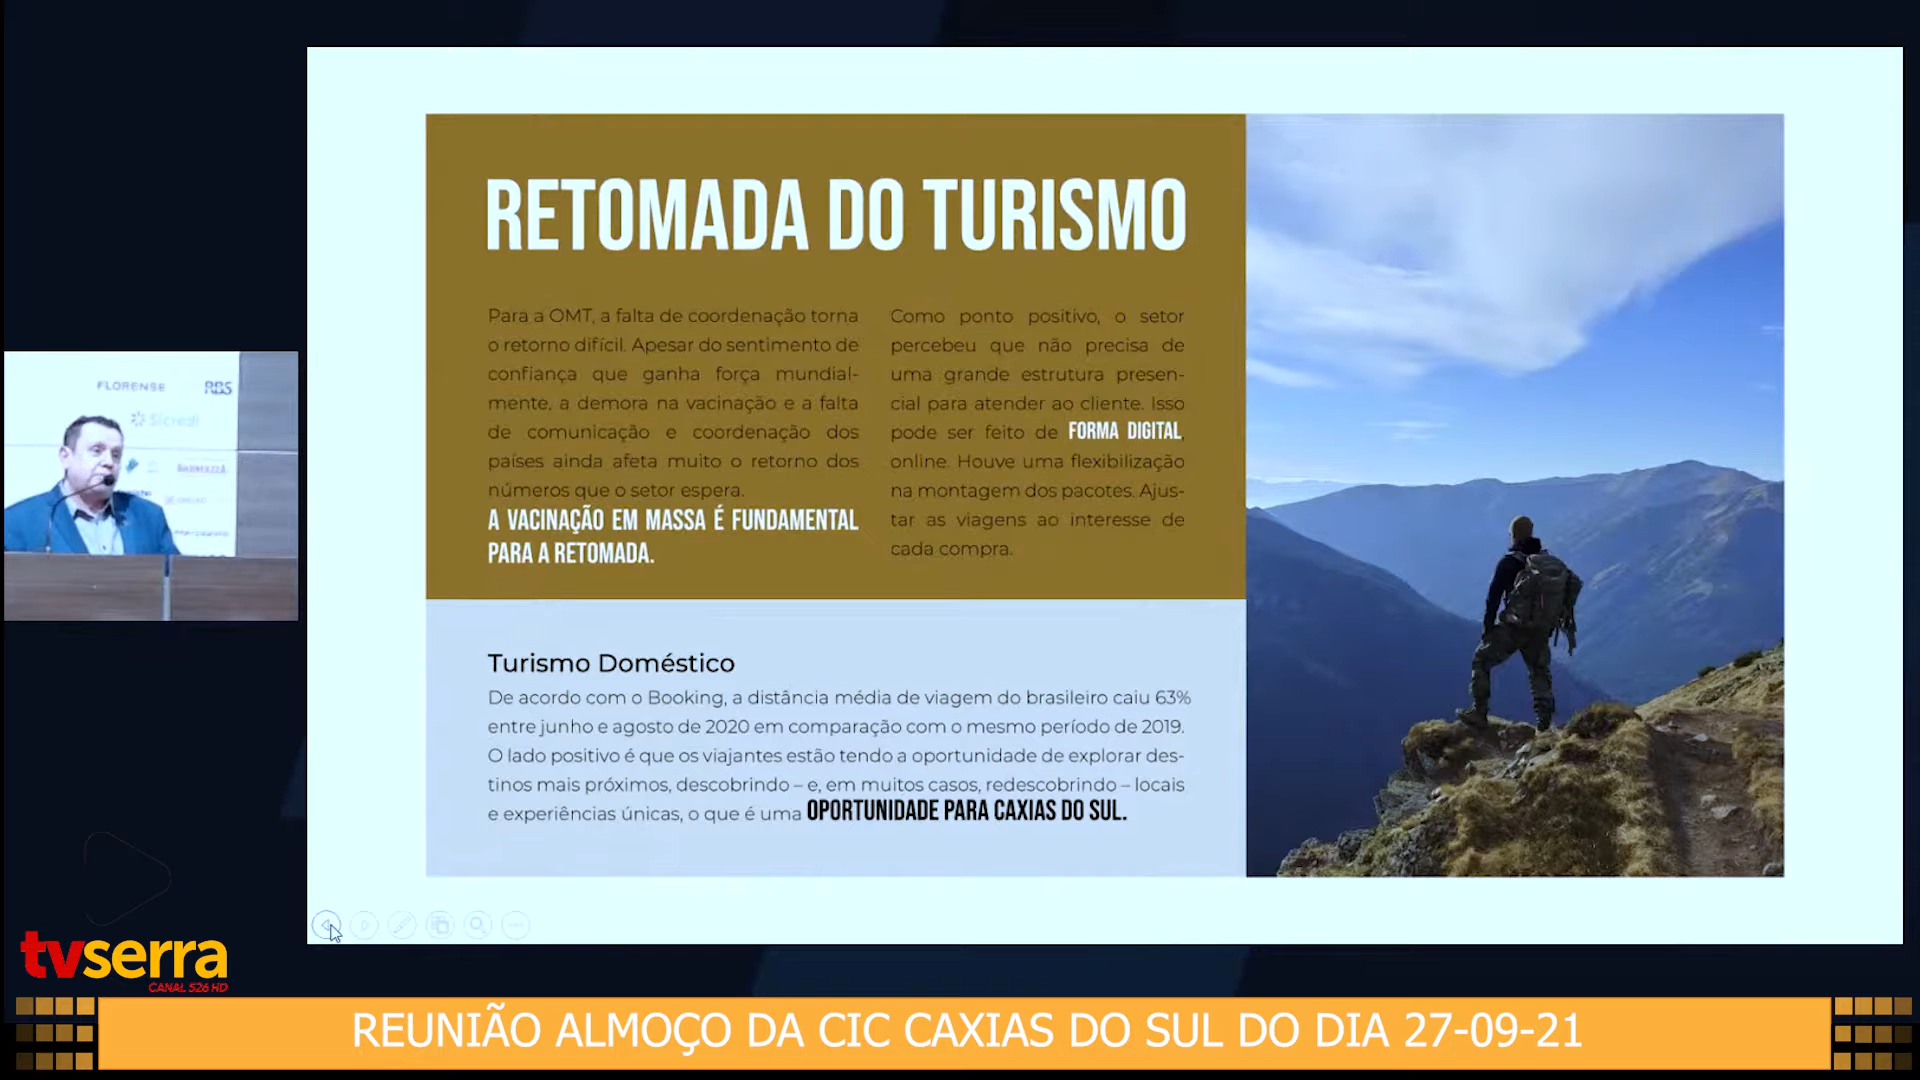 FLORENSE
RBS
Sicredi
RETOMADA DO TURISMO
Para a OMT, a falta de coordenação torna
o retorno difícil. Apesar do sentimento de
confiança que ganha força mundial-
mente, a demora na vacinação e a falta
de comunicação e coordenação dos
países ainda afeta muito o retorno dos
números que o setor espera.
A VACINAÇÃO EM MASSA É FUNDAMENTAL
PARA A RETOMADA.
Como ponto positivo, o setor
percebeu que não precisa de
uma grande estrutura presen-
cial para atender ao cliente. Isso
pode ser feito de FORMA DIGITAL,
online. Houve uma flexibilização
na montagem dos pacotes. Ajus-
tar as viagens ao interesse de
cada compra.
Turismo Doméstico
De acordo com o Booking, a distância média de viagem do brasileiro caiu 63%
entre junho e agosto de 2020 em comparação com o mesmo período de 2019.
O lado positivo é que os viajantes estão tendo a oportunidade de explorar des-
tinos mais próximos, descobrindo – e, em muitos casos, redescobrindo – locais
e experiências únicas, o que é uma OPORTUNIDADE PARA CAXIAS DO SUL.
tvserra
CANAL 526 HD
REUNIÃO ALMOÇO DA CIC CAXIAS DO SUL DO DIA 27-09-21